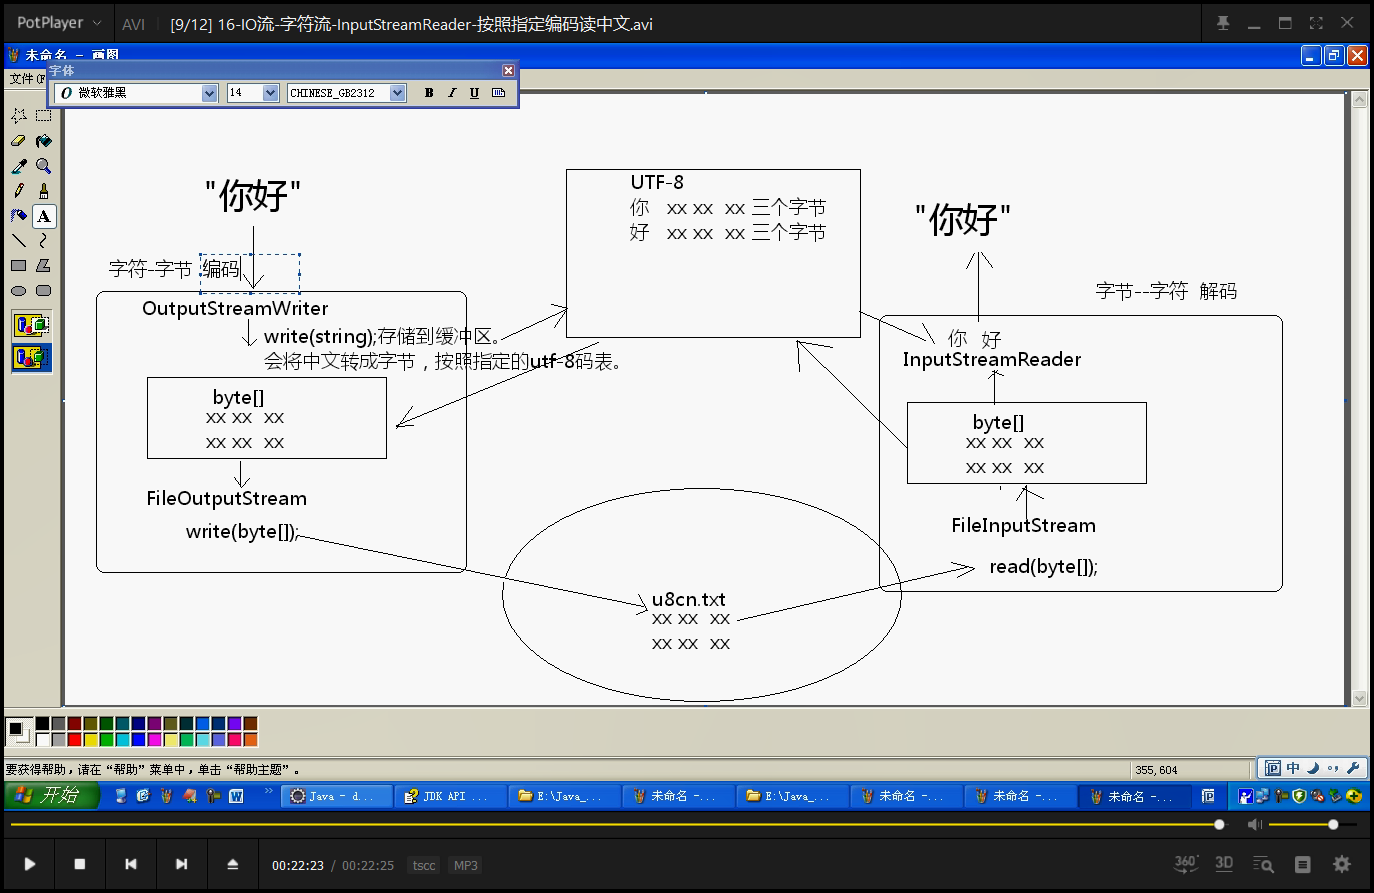 PotPlayer AVI [9/12] 16-IO流-字符流-InputStreamReader-按照指定编码读中文.avi
未命名 - 画图
文件(F
字体
微软雅黑 14 CHINESE_GB2312 B I U
"你好"
字符-字节 编码
OutputStreamWriter
write(string);存储到缓冲区。
会将中文转成字节，按照指定的utf-8码表。
byte[]
xx xx xx
xx xx xx
FileOutputStream
write(byte[]);
UTF-8
你 xx xx xx 三个字节
好 xx xx xx 三个字节
u8cn.txt
xx xx xx
xx xx xx
"你好"
字节--字符 解码
你 好
InputStreamReader
byte[]
xx xx xx
xx xx xx
FileInputStream
read(byte[]);
要获得帮助，请在“帮助”菜单中，单击“帮助主题”。 355,604
中
开始 Java - d... JDK API ... E:\Java_... 未命名 -... E:\Java_... 未命名 -... 未命名 -... 未命名 -...
00:22:23 / 00:22:25 tscc MP3 360° 3D